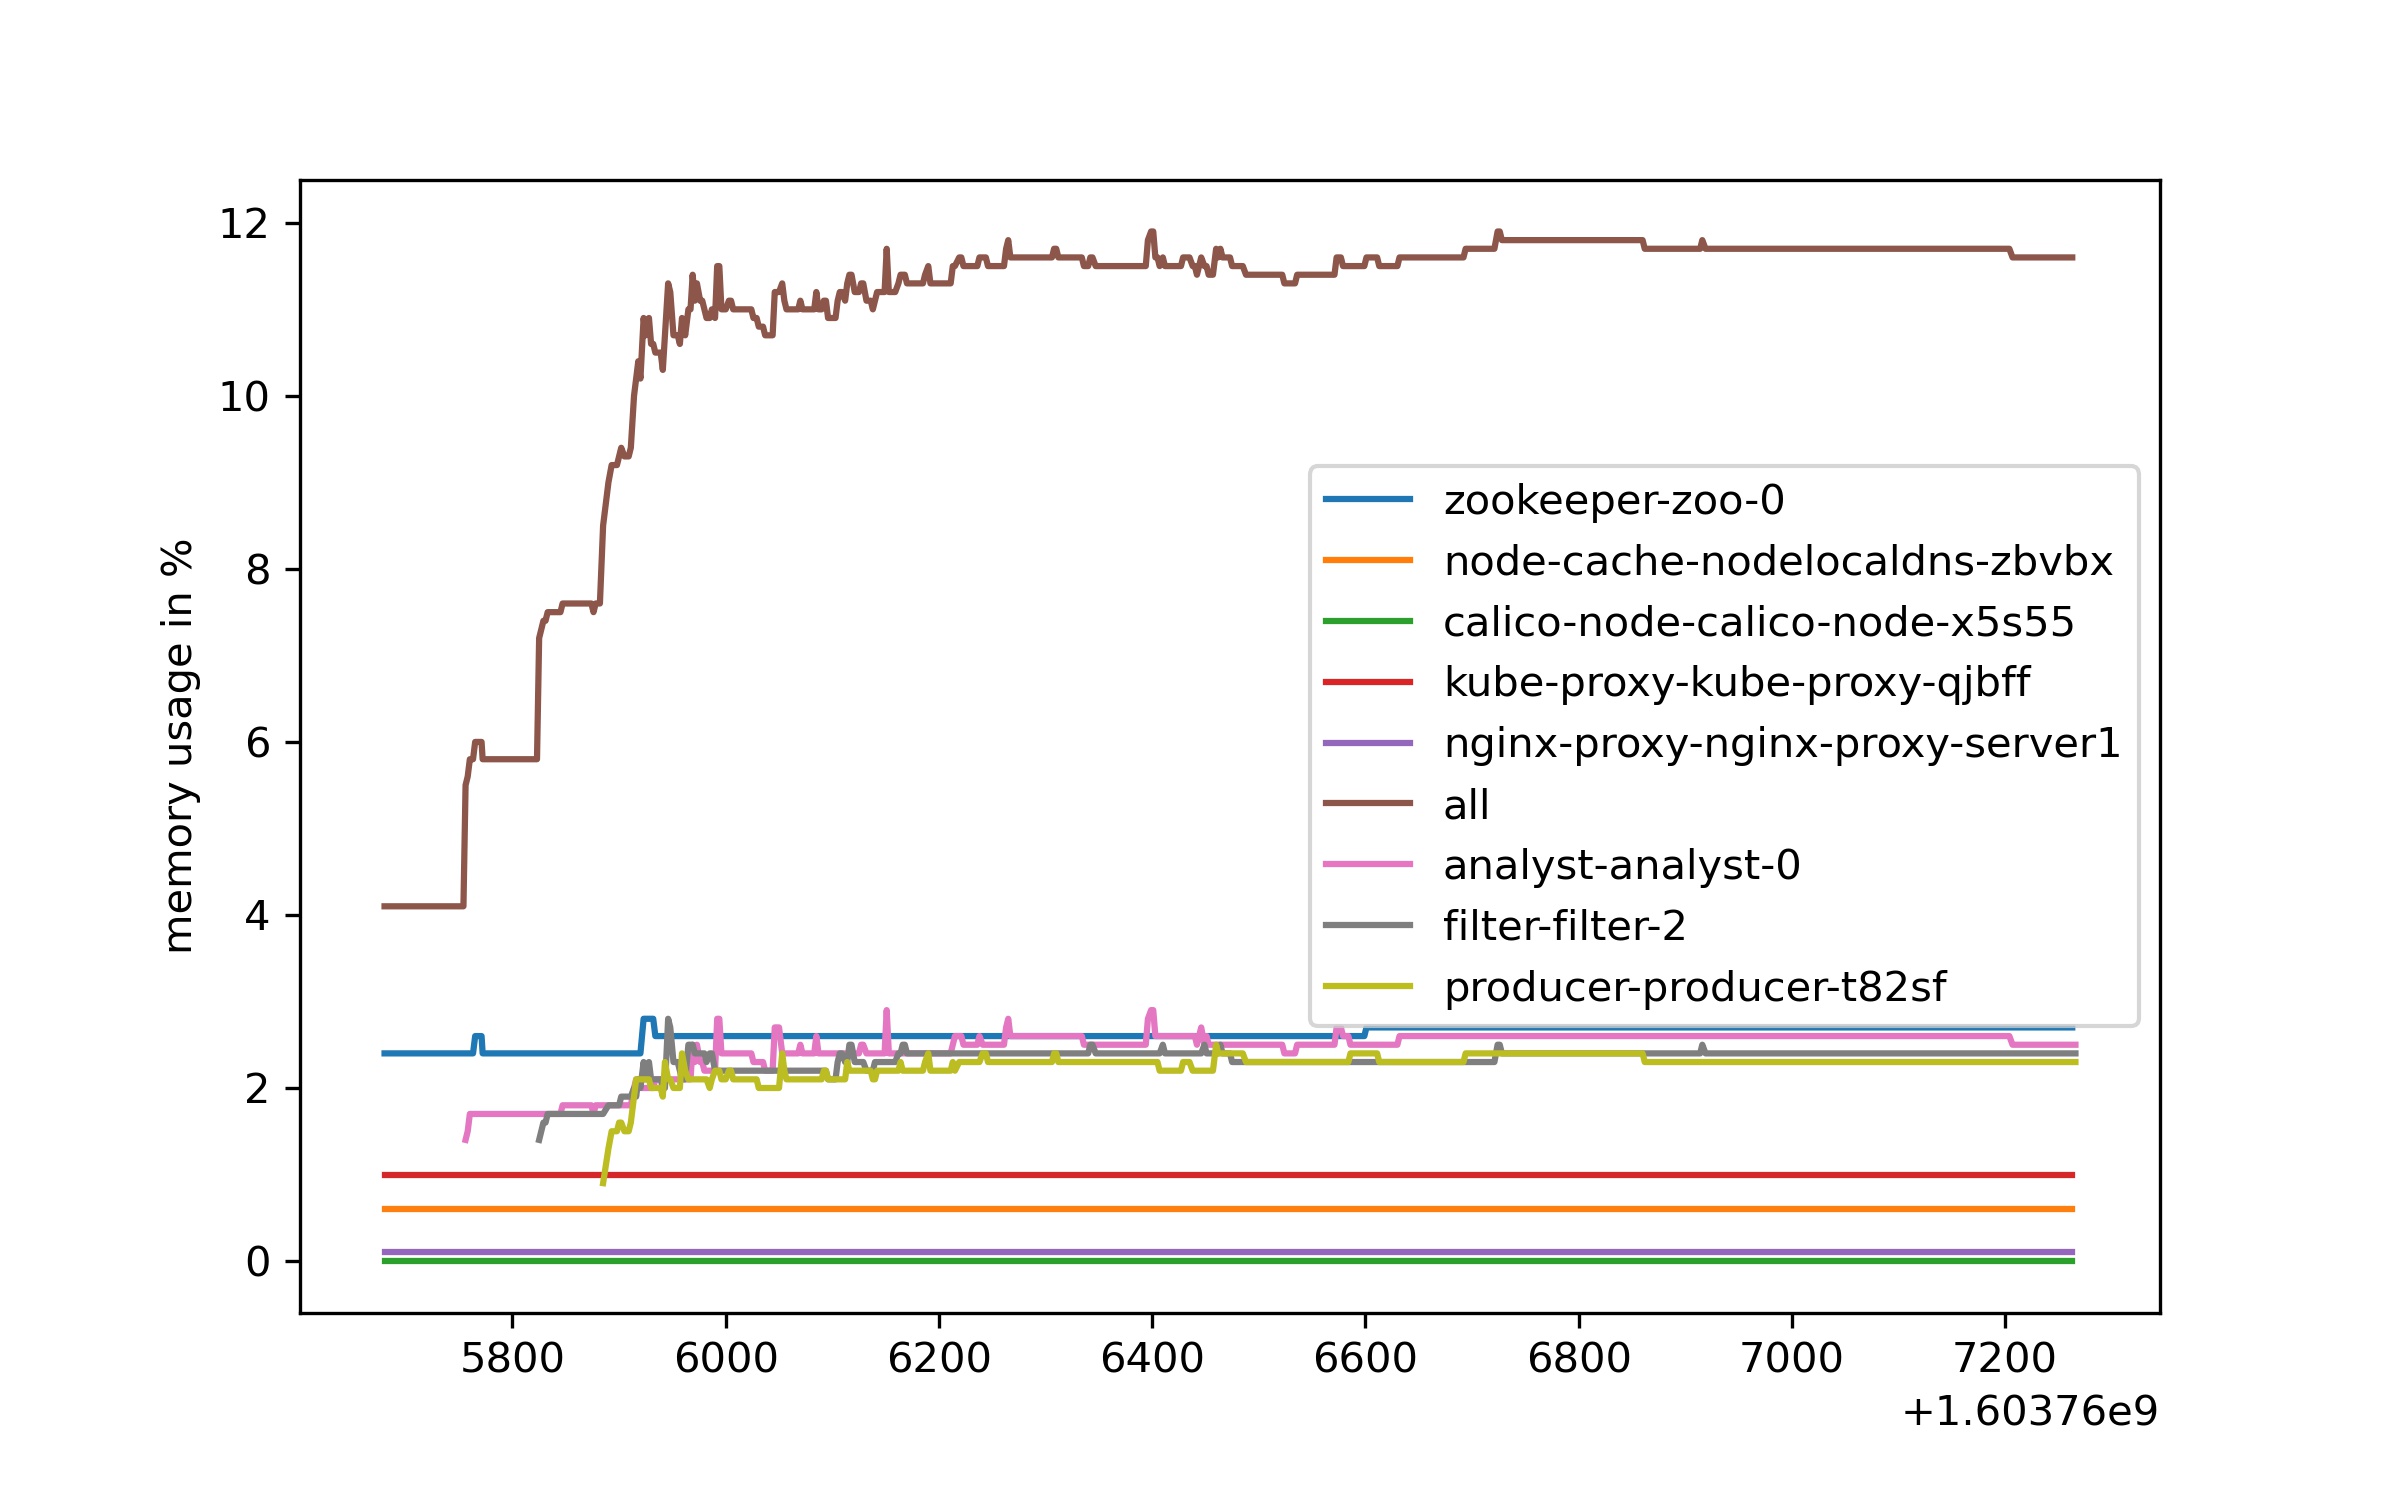 12
10
8
6
4
2
0
memory usage in %
zookeeper-zoo-0
node-cache-nodelocaldns-zbvbx
calico-node-calico-node-x5s55
kube-proxy-kube-proxy-qjbff
nginx-proxy-nginx-proxy-server1
all
analyst-analyst-0
filter-filter-2
producer-producer-t82sf
5800 6000 6200 6400 6600 6800 7000 7200
+1.60376e9